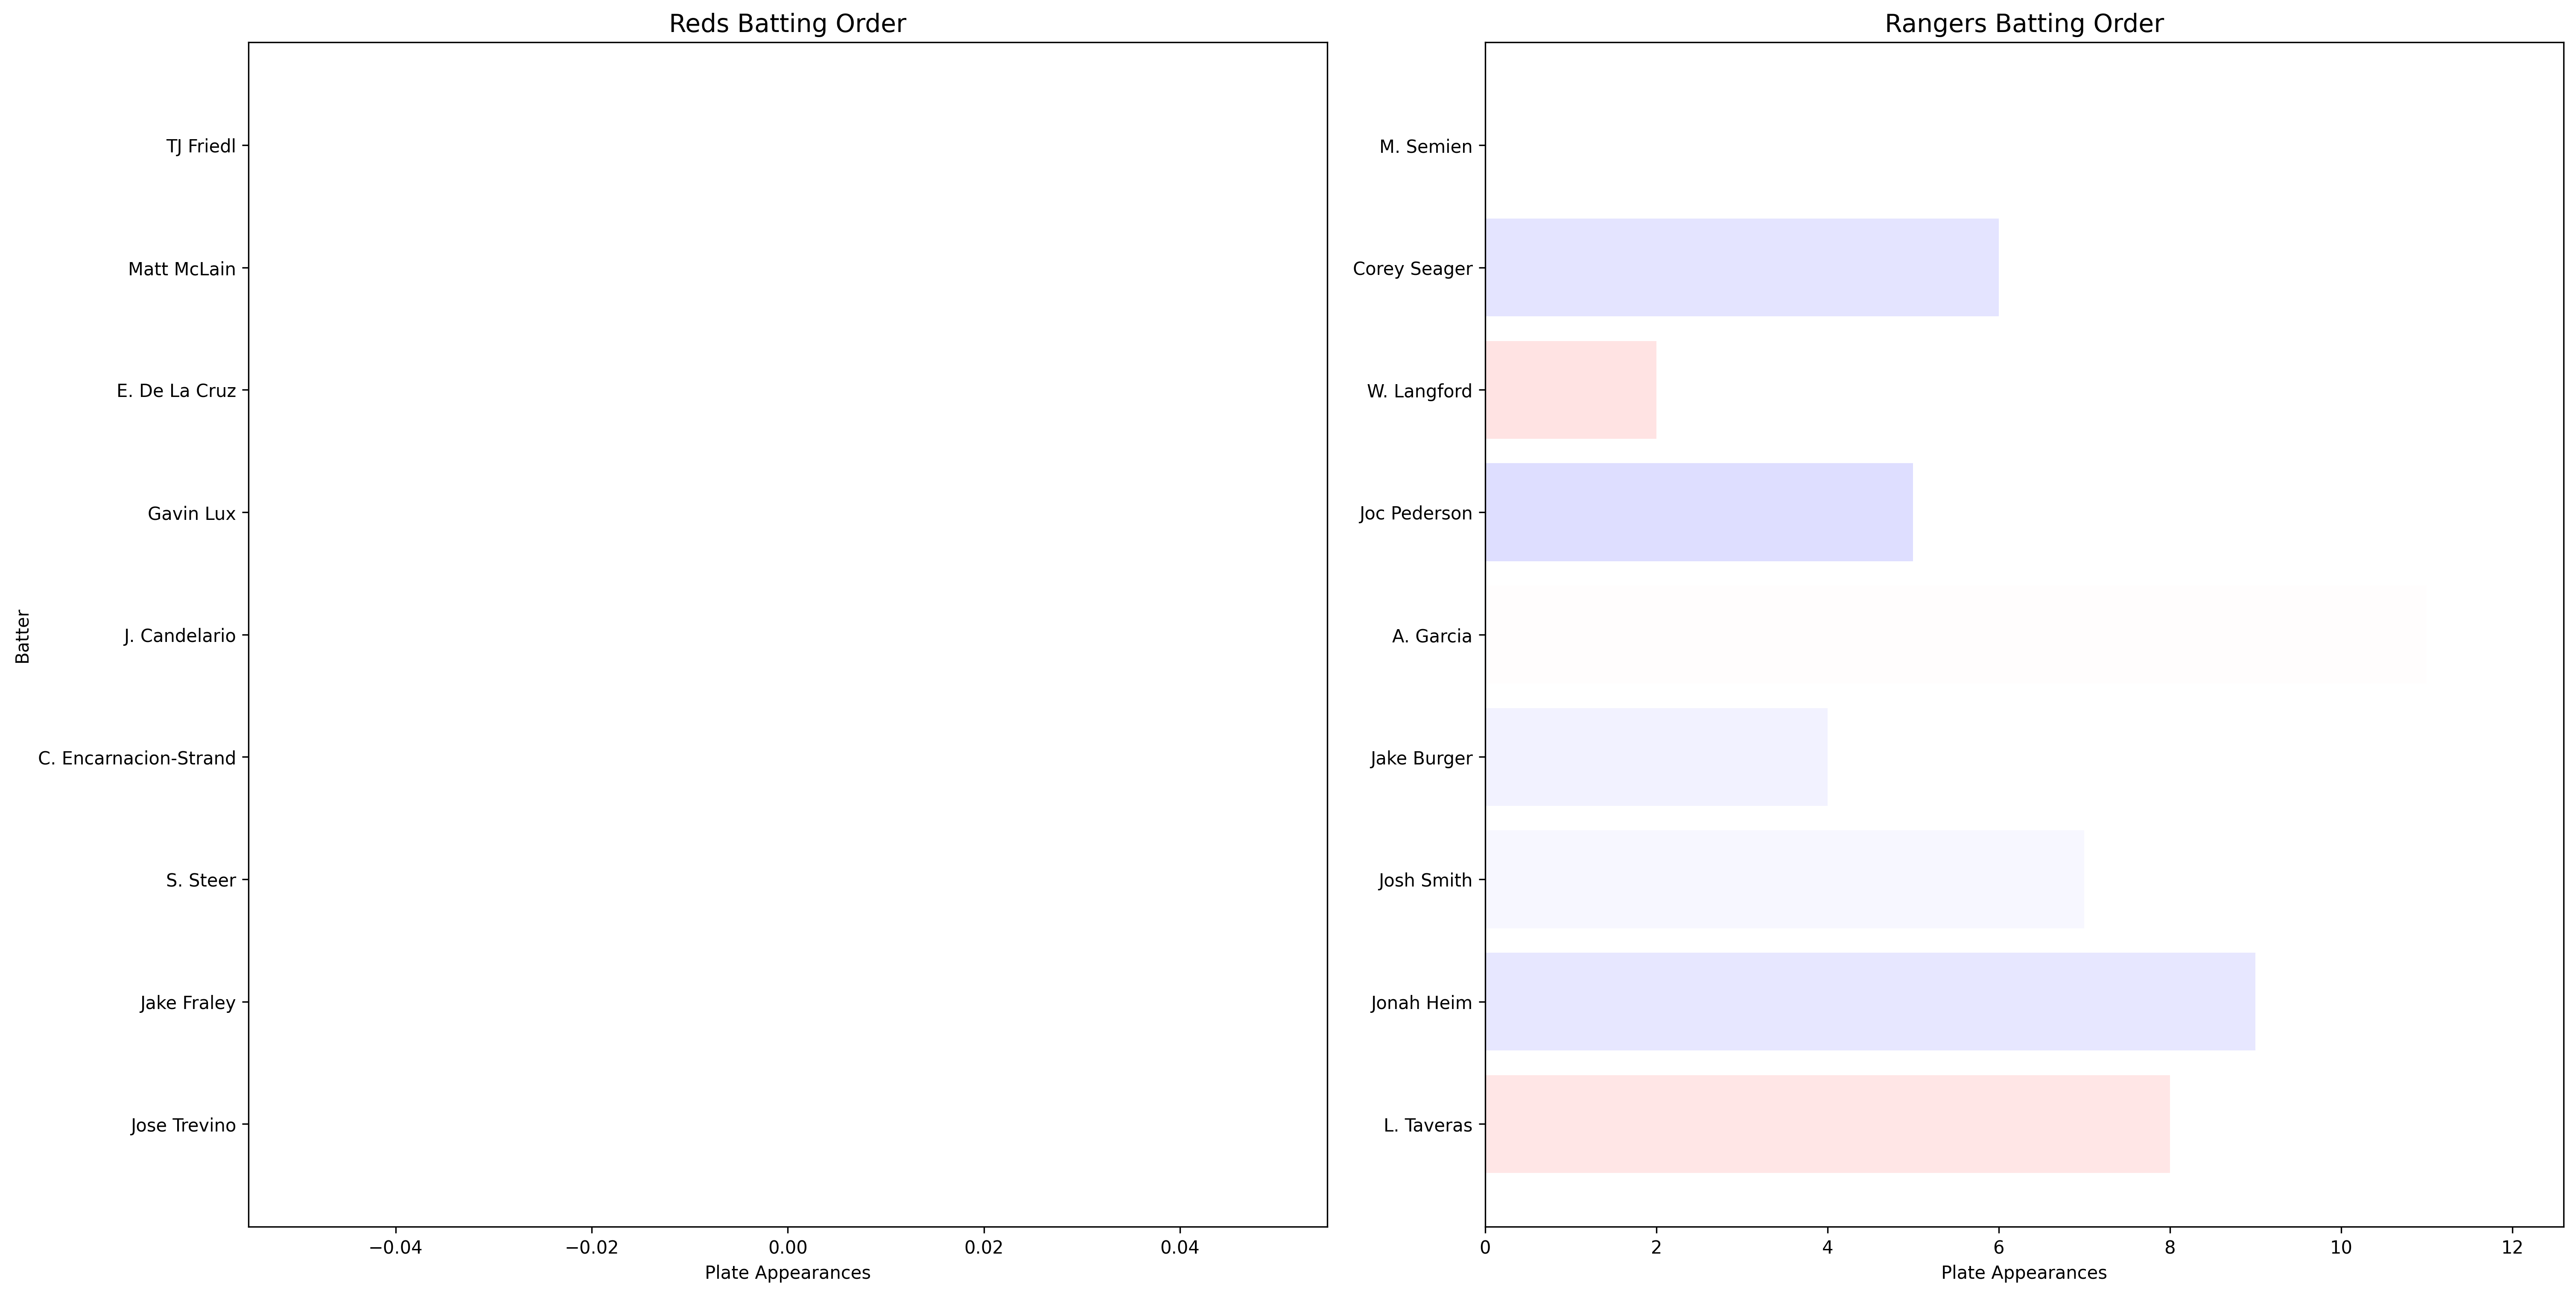 Reds Batting Order
Batter
TJ Friedl
Matt McLain
E. De La Cruz
Gavin Lux
J. Candelario
C. Encarnacion-Strand
S. Steer
Jake Fraley
Jose Trevino
−0.04 −0.02 0.00 0.02 0.04
Plate Appearances
Rangers Batting Order
M. Semien
Corey Seager
W. Langford
Joc Pederson
A. Garcia
Jake Burger
Josh Smith
Jonah Heim
L. Taveras
0 2 4 6 8 10 12
Plate Appearances